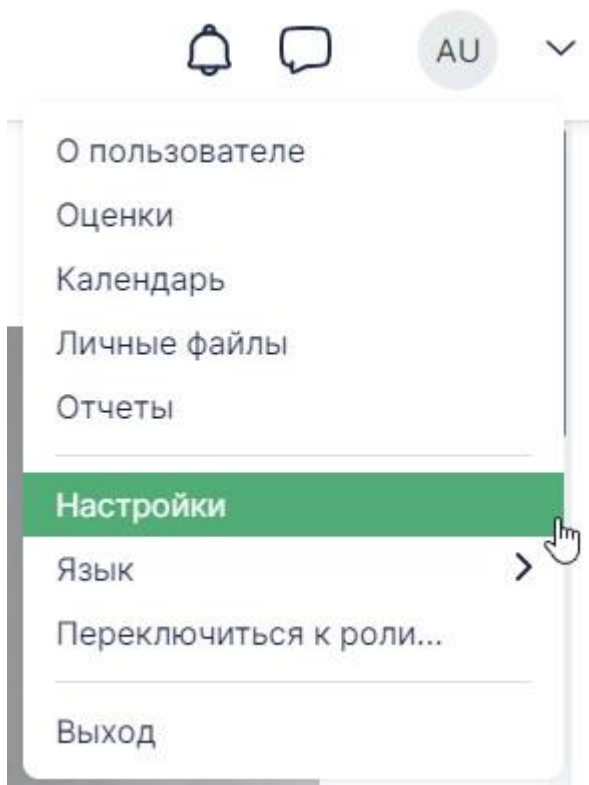 AU
О пользователе
Оценки
Календарь
Личные файлы
Отчеты
Настройки
Язык
Переключиться к роли...
Выход